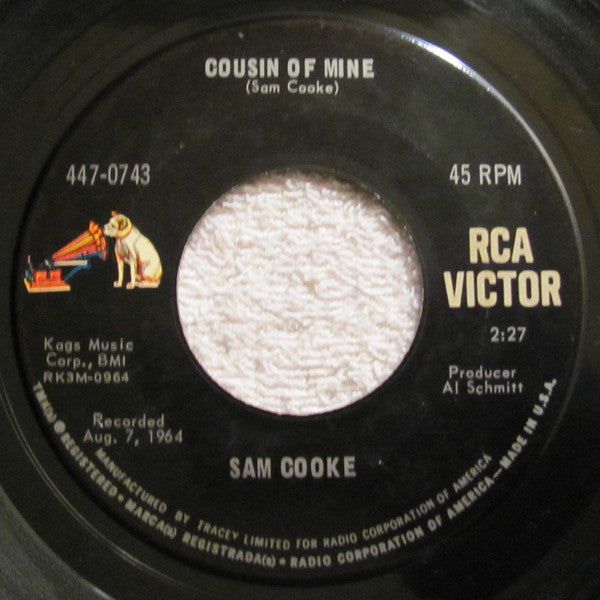 COUSIN OF MINE
(Sam Cooke)
447-0743
45 RPM
RCA
VICTOR
2:27
Kags Music
Corp., BMI
RK3M-0964
Producer
Al Schmitt
Recorded
Aug. 7, 1964
SAM COOKE
TMK(s) ® REGISTERED • MARCA(s) REGISTRADA(s) • RADIO CORPORATION OF AMERICA—MADE IN U.S.A.
MANUFACTURED BY TRACEY LIMITED FOR RADIO CORPORATION OF AMERICA